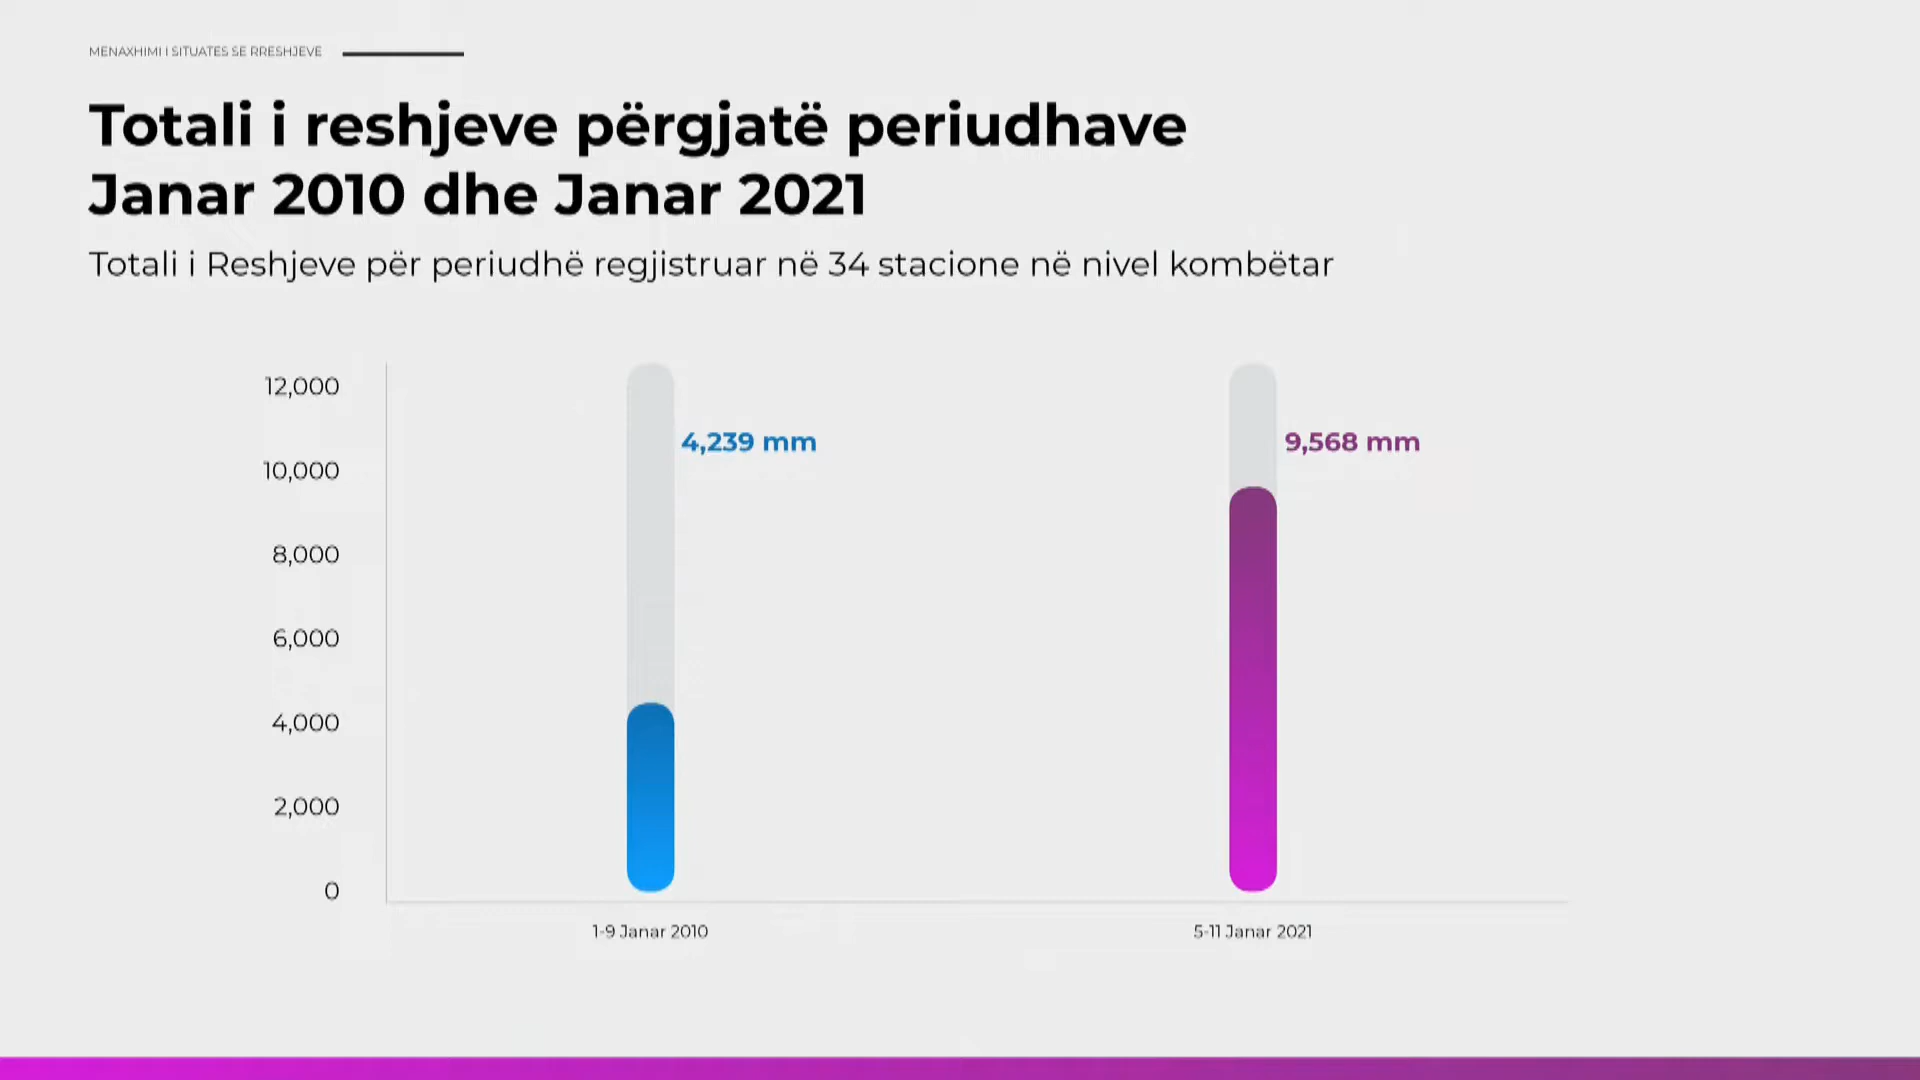 MENAXHIMI I SITUATES SE RRESHJEVE
Totali i reshjeve përgjatë periudhave
Janar 2010 dhe Janar 2021
Totali i Reshjeve për periudhë regjistruar në 34 stacione në nivel kombëtar
12,000
10,000
8,000
6,000
4,000
2,000
0
4,239 mm
9,568 mm
1-9 Janar 2010
5-11 Janar 2021